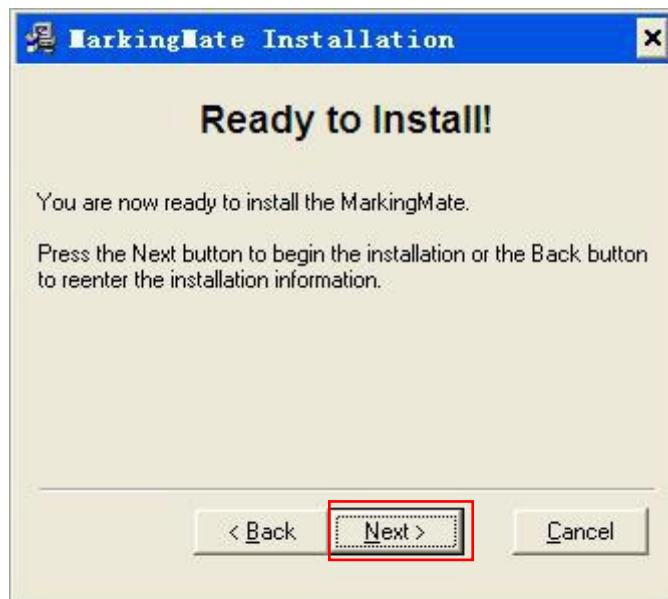 MarkingMate Installation
Ready to Install!
You are now ready to install the MarkingMate.
Press the Next button to begin the installation or the Back button
to reenter the installation information.
< Back Next > Cancel